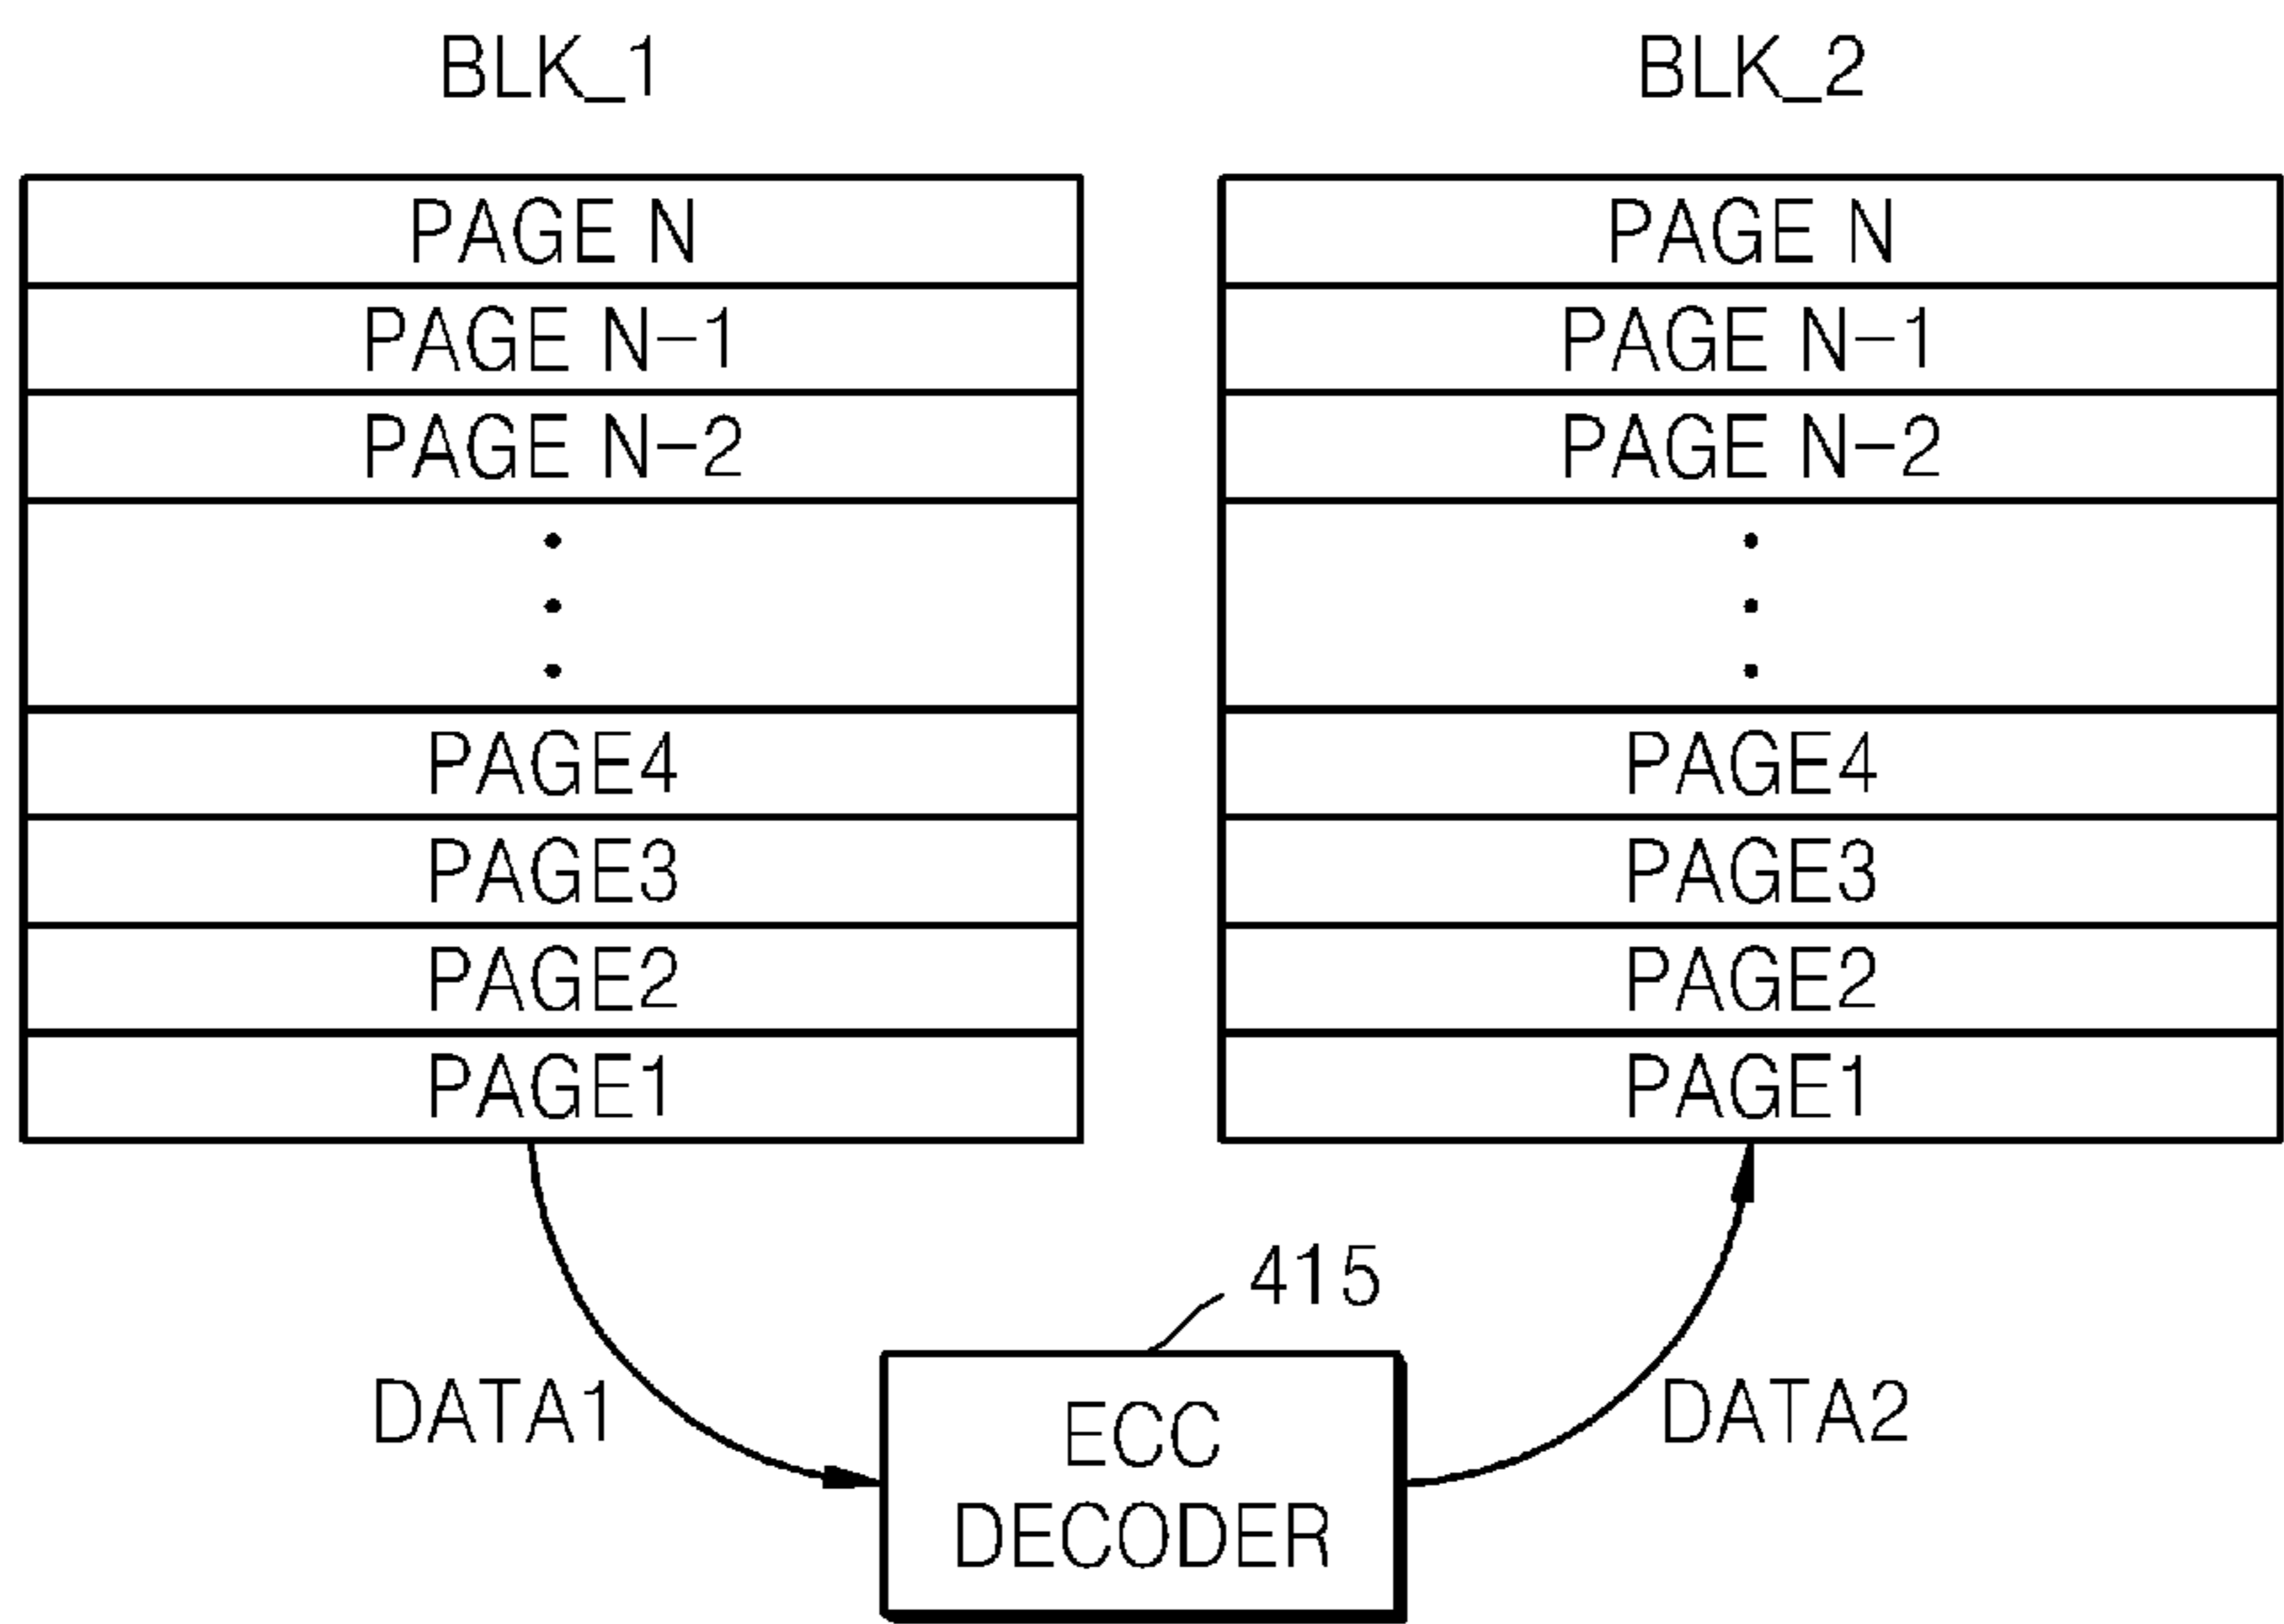 BLK_1
PAGE N
PAGE N-1
PAGE N-2
PAGE4
PAGE3
PAGE2
PAGE1
BLK_2
PAGE N
PAGE N-1
PAGE N-2
PAGE4
PAGE3
PAGE2
PAGE1
DATA1
415
ECC
DECODER
DATA2